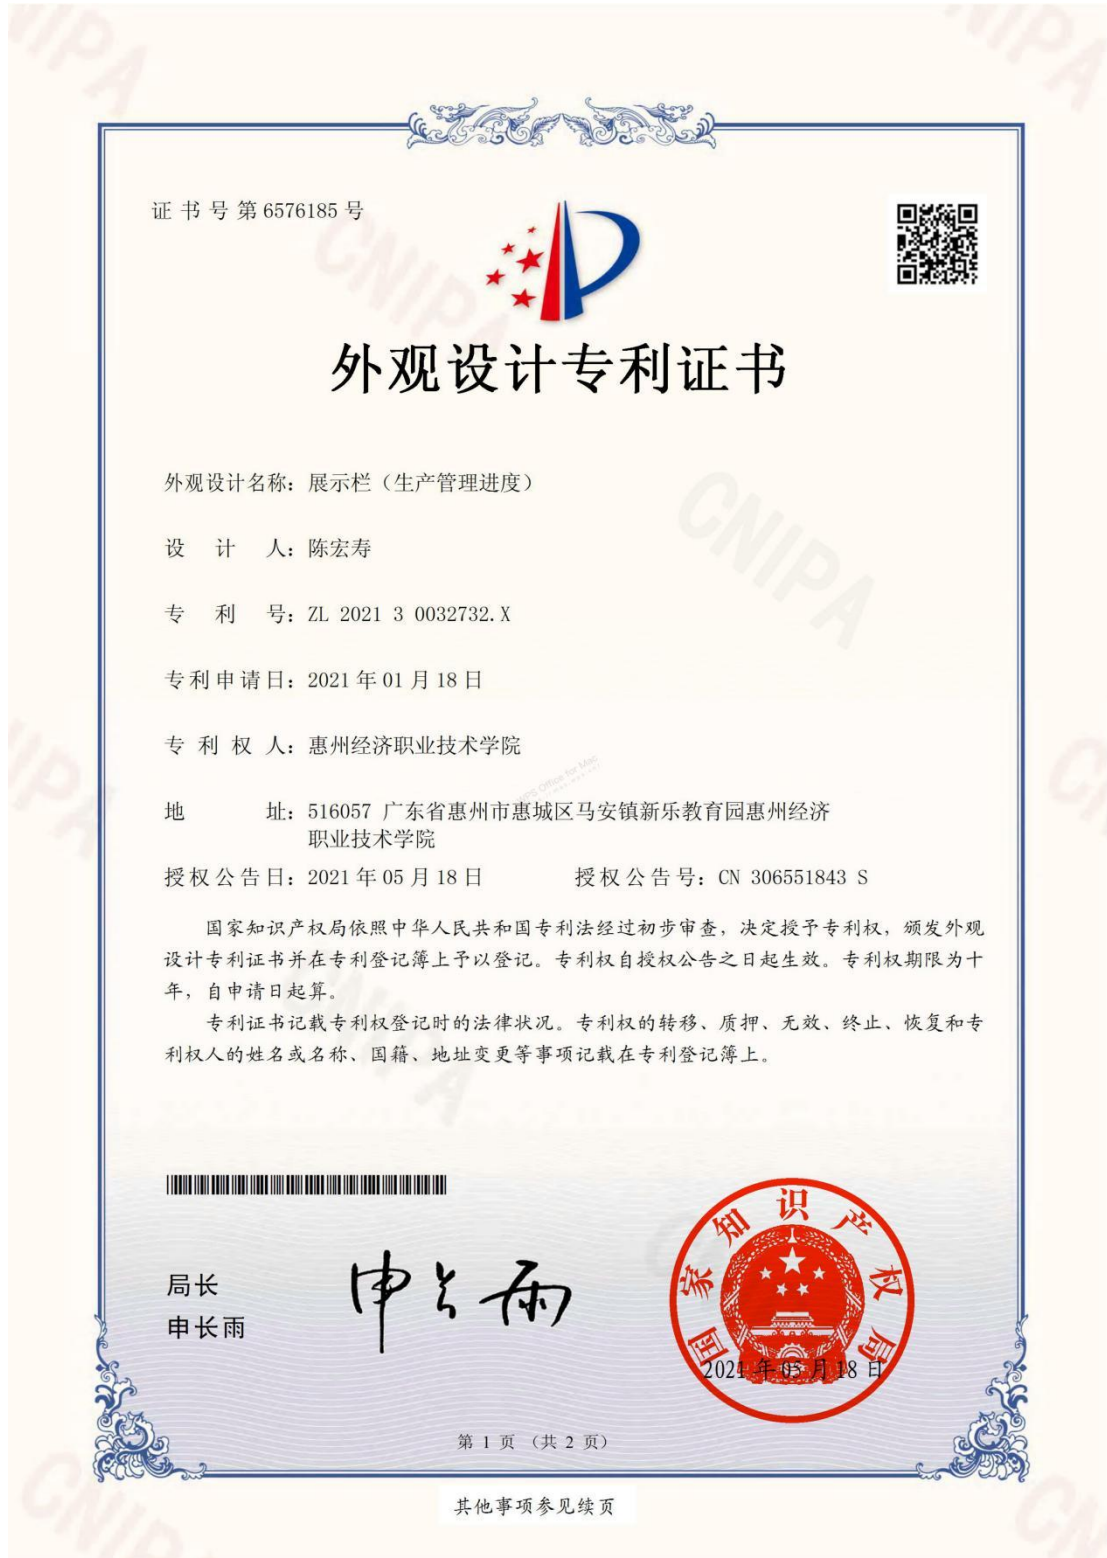 证书号第6576185号
外观设计专利证书
外观设计名称：展示栏（生产管理进度）
设计人：陈宏寿
专利号：ZL 2021 3 0032732.X
专利申请日：2021年01月18日
专利权人：惠州经济职业技术学院
地址：516057 广东省惠州市惠城区马安镇新乐教育园惠州经济
职业技术学院
授权公告日：2021年05月18日 授权公告号：CN 306551843 S
国家知识产权局依照中华人民共和国专利法经过初步审查，决定授予专利权，颁发外观
设计专利证书并在专利登记簿上予以登记。专利权自授权公告之日起生效。专利权期限为十
年，自申请日起算。
专利证书记载专利权登记时的法律状况。专利权的转移、质押、无效、终止、恢复和专
利权人的姓名或名称、国籍、地址变更等事项记载在专利登记簿上。
局长
申长雨
申长雨
国家知识产权局
2021年05月18日
第 1 页 （共 2 页）
其他事项参见续页
CNIPA
CNIPA
CNIPA
CNIPA
WPS Office for Mac
CNIPA